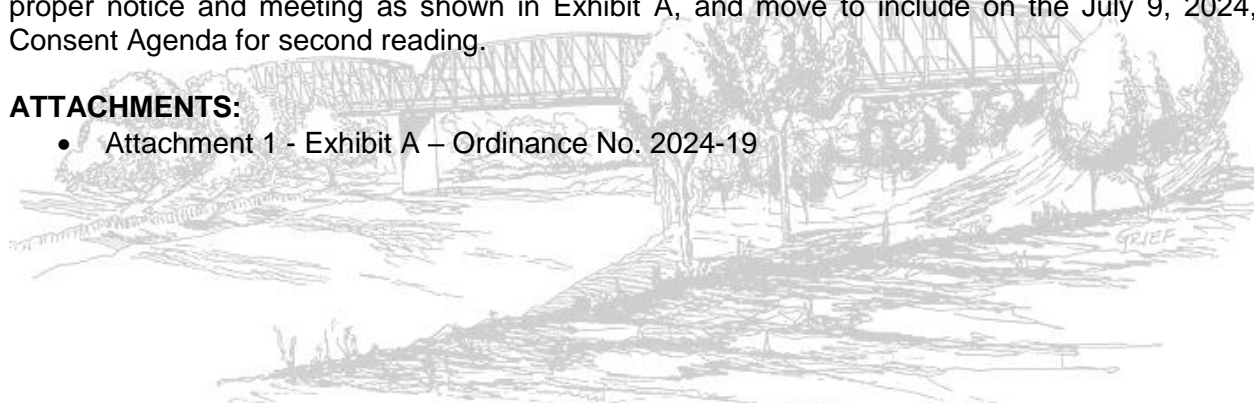 proper notice and meeting as shown in Exhibit A, and move to include on the July 9, 2024,
Consent Agenda for second reading.
ATTACHMENTS:
• Attachment 1 - Exhibit A – Ordinance No. 2024-19
GRIEF